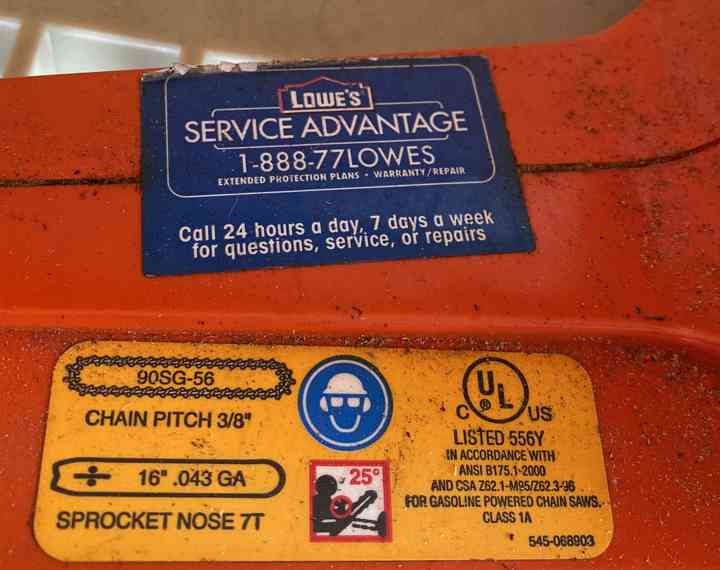 LOWE'S
SERVICE ADVANTAGE
1-888-77LOWES
EXTENDED PROTECTION PLANS • WARRANTY/REPAIR
Call 24 hours a day, 7 days a week
for questions, service, or repairs
90SG-56
CHAIN PITCH 3/8"
16" .043 GA
SPROCKET NOSE 7T
25°
UL
®
C US
LISTED 556Y
IN ACCORDANCE WITH
ANSI B175.1-2000
AND CSA Z62.1-M95/Z62.3-96
FOR GASOLINE POWERED CHAIN SAWS.
CLASS 1A
545-068903